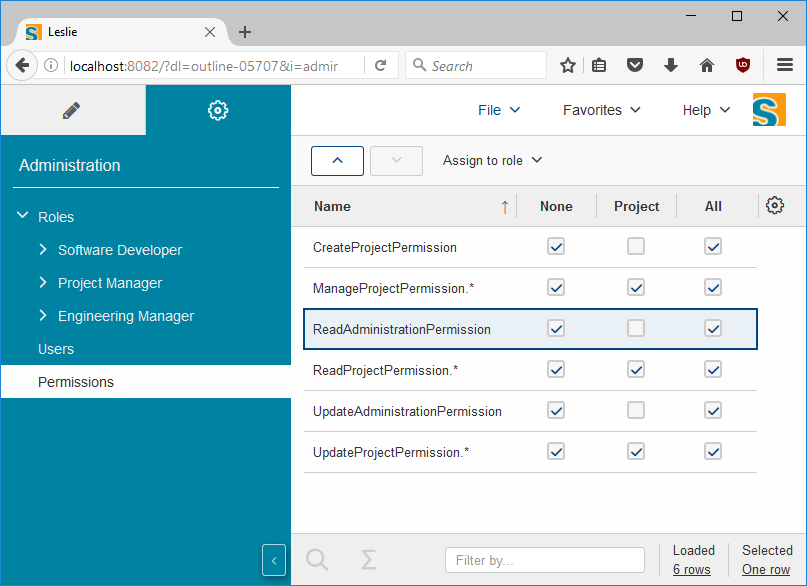 Leslie
localhost:8082/?dl=outline-05707&i=admir
Search
File
Favorites
Help
Administration
Assign to role
Name
None
Project
All
Roles
Software Developer
Project Manager
Engineering Manager
Users
Permissions
CreateProjectPermission
ManageProjectPermission.*
ReadAdministrationPermission
ReadProjectPermission.*
UpdateAdministrationPermission
UpdateProjectPermission.*
Filter by...
Loaded
6 rows
Selected
One row